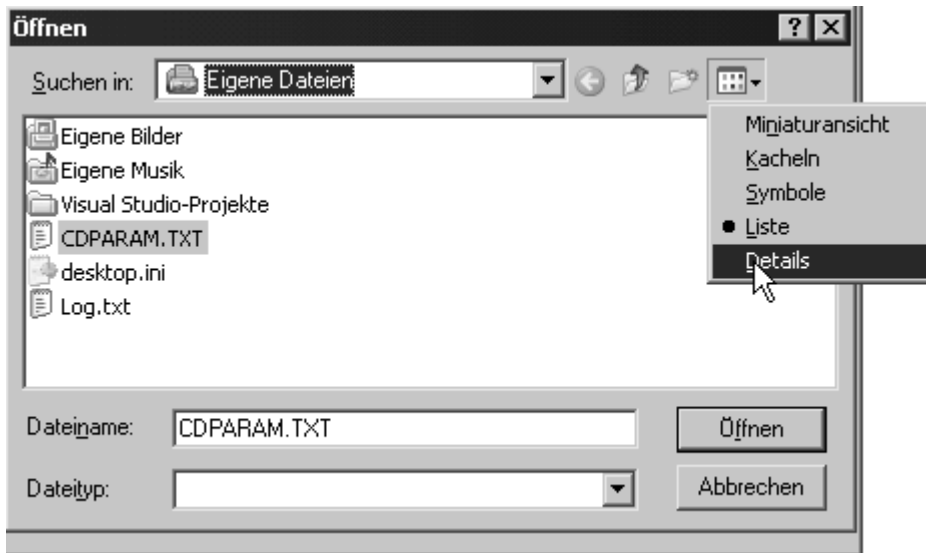 Öffnen
Suchen in: Eigene Dateien
Miniaturansicht
Kacheln
Symbole
Liste
Details
Eigene Bilder
Eigene Musik
Visual Studio-Projekte
CDPARAM.TXT
desktop.ini
Log.txt
Dateiname: CDPARAM.TXT Öffnen
Dateityp: Abbrechen